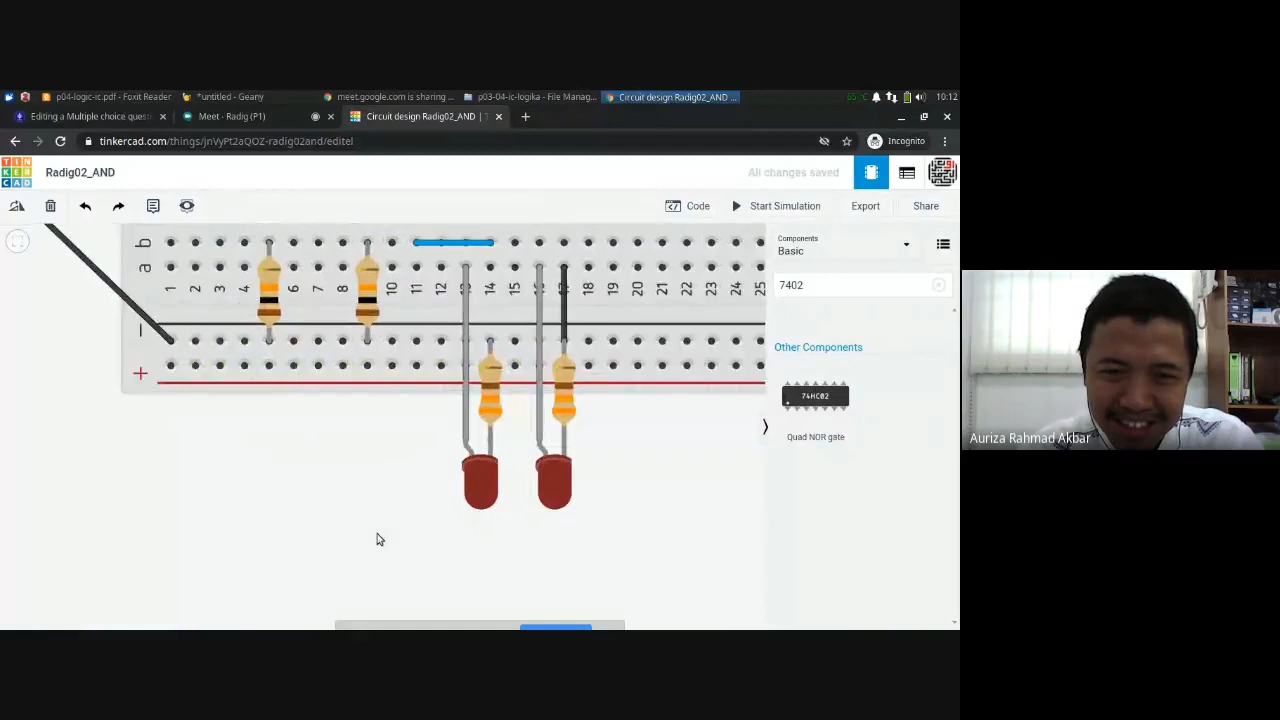 p04-logic-ic.pdf - Foxit Reader
*untitled - Geany
meet.google.com is sharing ...
p03-04-ic-logika - File Manag...
Circuit design Radig02_AND ...
65°C
10:12
Editing a Multiple choice quest
Meet - Radig (P1)
Circuit design Radig02_AND | T
tinkercad.com/things/jnVyPt2aQOZ-radig02and/editel
Incognito
TIN
KER
CAD
Radig02_AND
All changes saved
Code
Start Simulation
Export
Share
Components
Basic
7402
Other Components
74HC02
Quad NOR gate
b
a
1 2 3 4 6 7 8 10 11 12 14 15 18 19 20 21 22 23 24 25
Auriza Rahmad Akbar